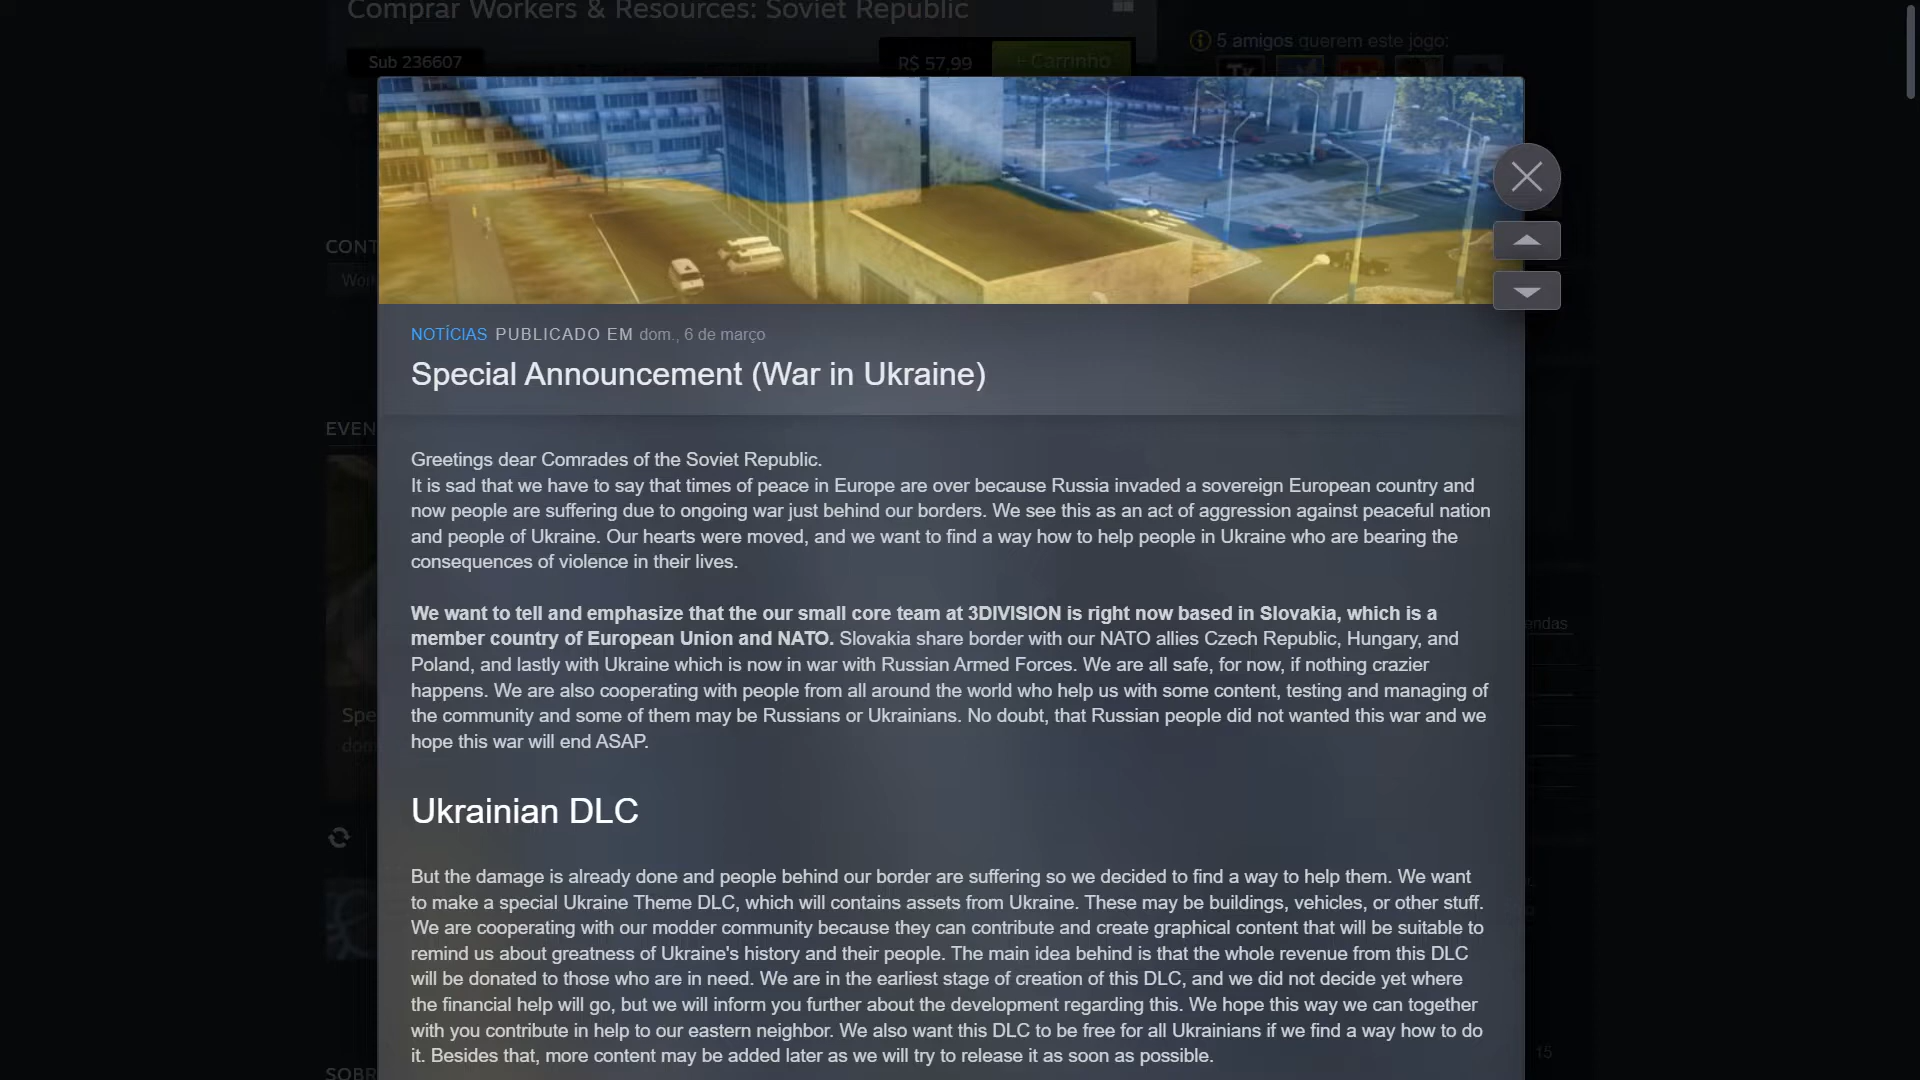 Comprar Workers & Resources: Soviet Republic
5 amigos querem este jogo:
Sub 236607
R$ 57,99
+ Carrinho
NOTÍCIAS PUBLICADO EM dom., 6 de março
Special Announcement (War in Ukraine)
Greetings dear Comrades of the Soviet Republic.
It is sad that we have to say that times of peace in Europe are over because Russia invaded a sovereign European country and
now people are suffering due to ongoing war just behind our borders. We see this as an act of aggression against peaceful nation
and people of Ukraine. Our hearts were moved, and we want to find a way how to help people in Ukraine who are bearing the
consequences of violence in their lives.
We want to tell and emphasize that the our small core team at 3DIVISION is right now based in Slovakia, which is a
member country of European Union and NATO. Slovakia share border with our NATO allies Czech Republic, Hungary, and
Poland, and lastly with Ukraine which is now in war with Russian Armed Forces. We are all safe, for now, if nothing crazier
happens. We are also cooperating with people from all around the world who help us with some content, testing and managing of
the community and some of them may be Russians or Ukrainians. No doubt, that Russian people did not wanted this war and we
hope this war will end ASAP.
Ukrainian DLC
But the damage is already done and people behind our border are suffering so we decided to find a way to help them. We want
to make a special Ukraine Theme DLC, which will contains assets from Ukraine. These may be buildings, vehicles, or other stuff.
We are cooperating with our modder community because they can contribute and create graphical content that will be suitable to
remind us about greatness of Ukraine's history and their people. The main idea behind is that the whole revenue from this DLC
will be donated to those who are in need. We are in the earliest stage of creation of this DLC, and we did not decide yet where
the financial help will go, but we will inform you further about the development regarding this. We hope this way we can together
with you contribute in help to our eastern neighbor. We also want this DLC to be free for all Ukrainians if we find a way how to do
it. Besides that, more content may be added later as we will try to release it as soon as possible.
CONT
Wor
EVEN
Spe
dom
endas
15
SOBR